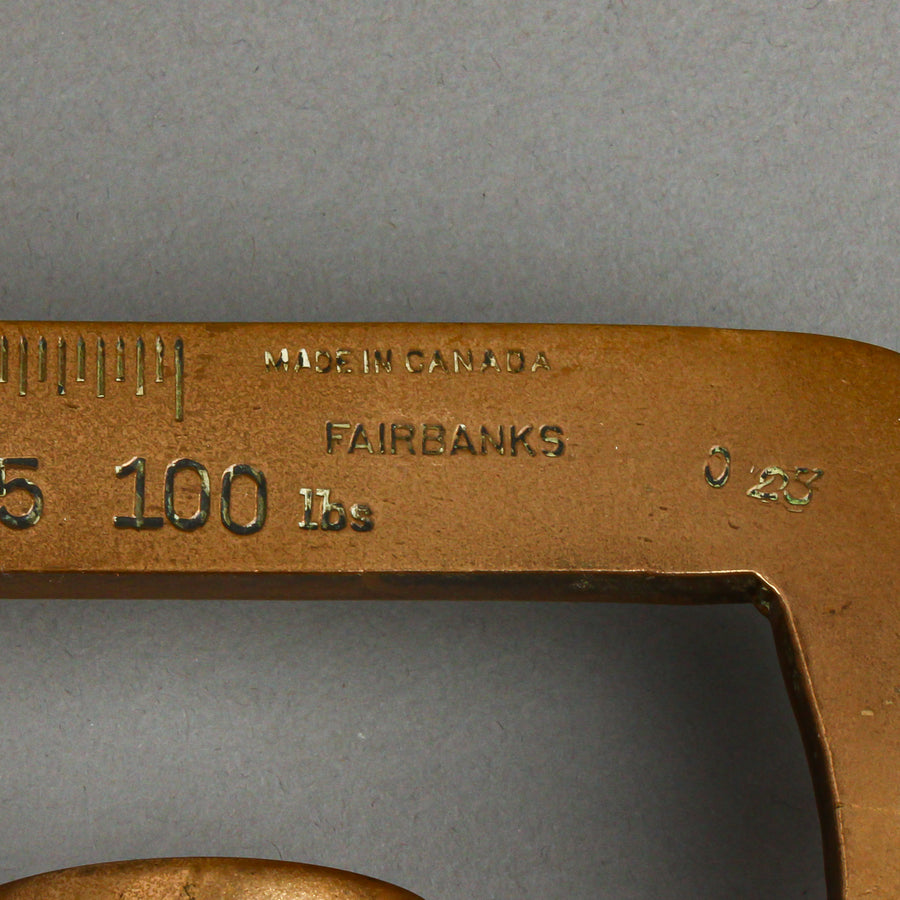 MADE IN CANADA
FAIRBANKS
5 100 lbs
0 23